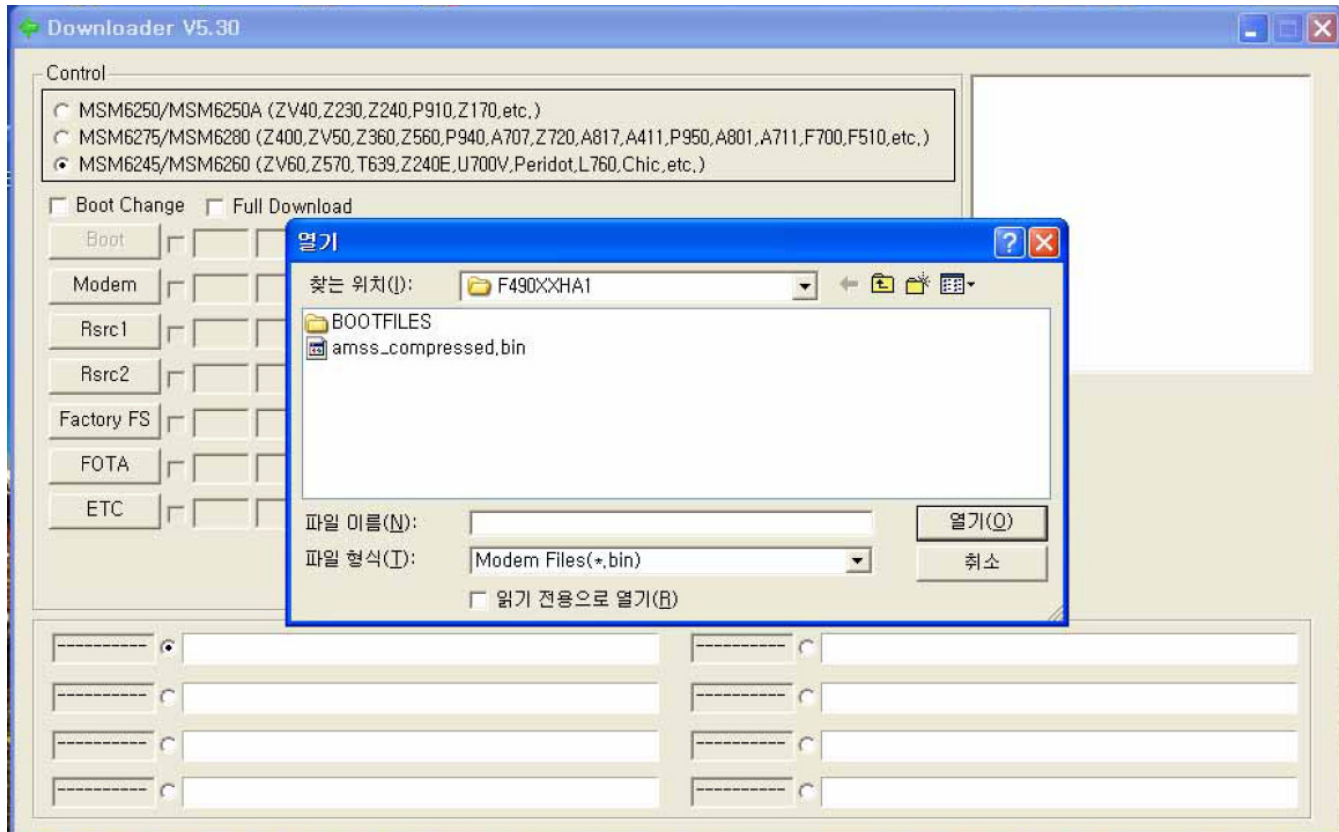 Downloader V5.30
Control
MSM6250/MSM6250A (ZV40,Z230,Z240,P910,Z170,etc.)
MSM6275/MSM6280 (Z400,ZV50,Z360,Z560,P940,A707,Z720,A817,A411,P950,A801,A711,F700,F510,etc.)
MSM6245/MSM6260 (ZV60,Z570,T639,Z240E,U700V,Peridot,L760,Chic,etc.)
Boot Change Full Download
Boot
Modem
Rsrc1
Rsrc2
Factory FS
FOTA
ETC
열기
찾는 위치(I): F490XXHA1
BOOTFILES
amss_compressed.bin
파일 이름(N): 열기(O)
파일 형식(T): Modem Files(*.bin) 취소
읽기 전용으로 열기(R)
---------- ----------
---------- ----------
---------- ----------
---------- ----------